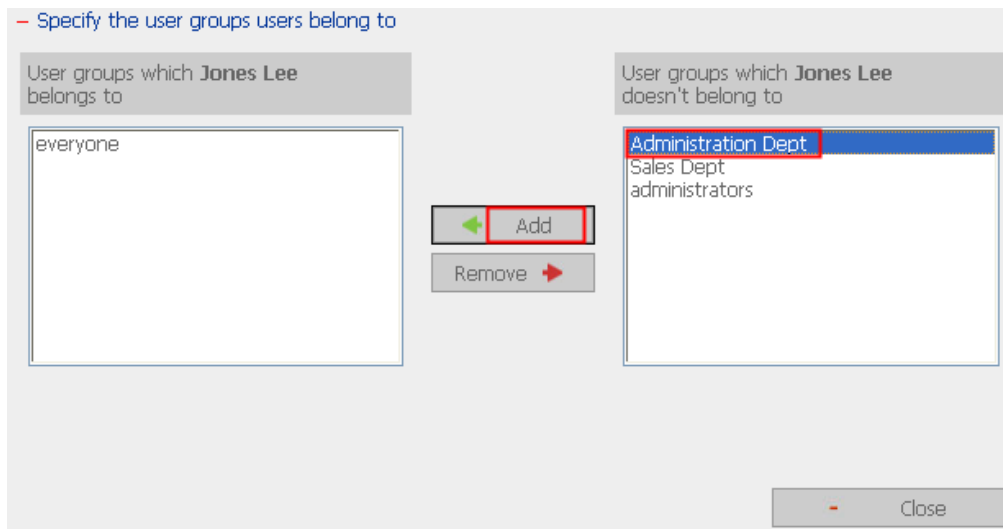 – Specify the user groups users belong to
User groups which Jones Lee
belongs to
everyone
Add
Remove
User groups which Jones Lee
doesn't belong to
Administration Dept
Sales Dept
administrators
Close